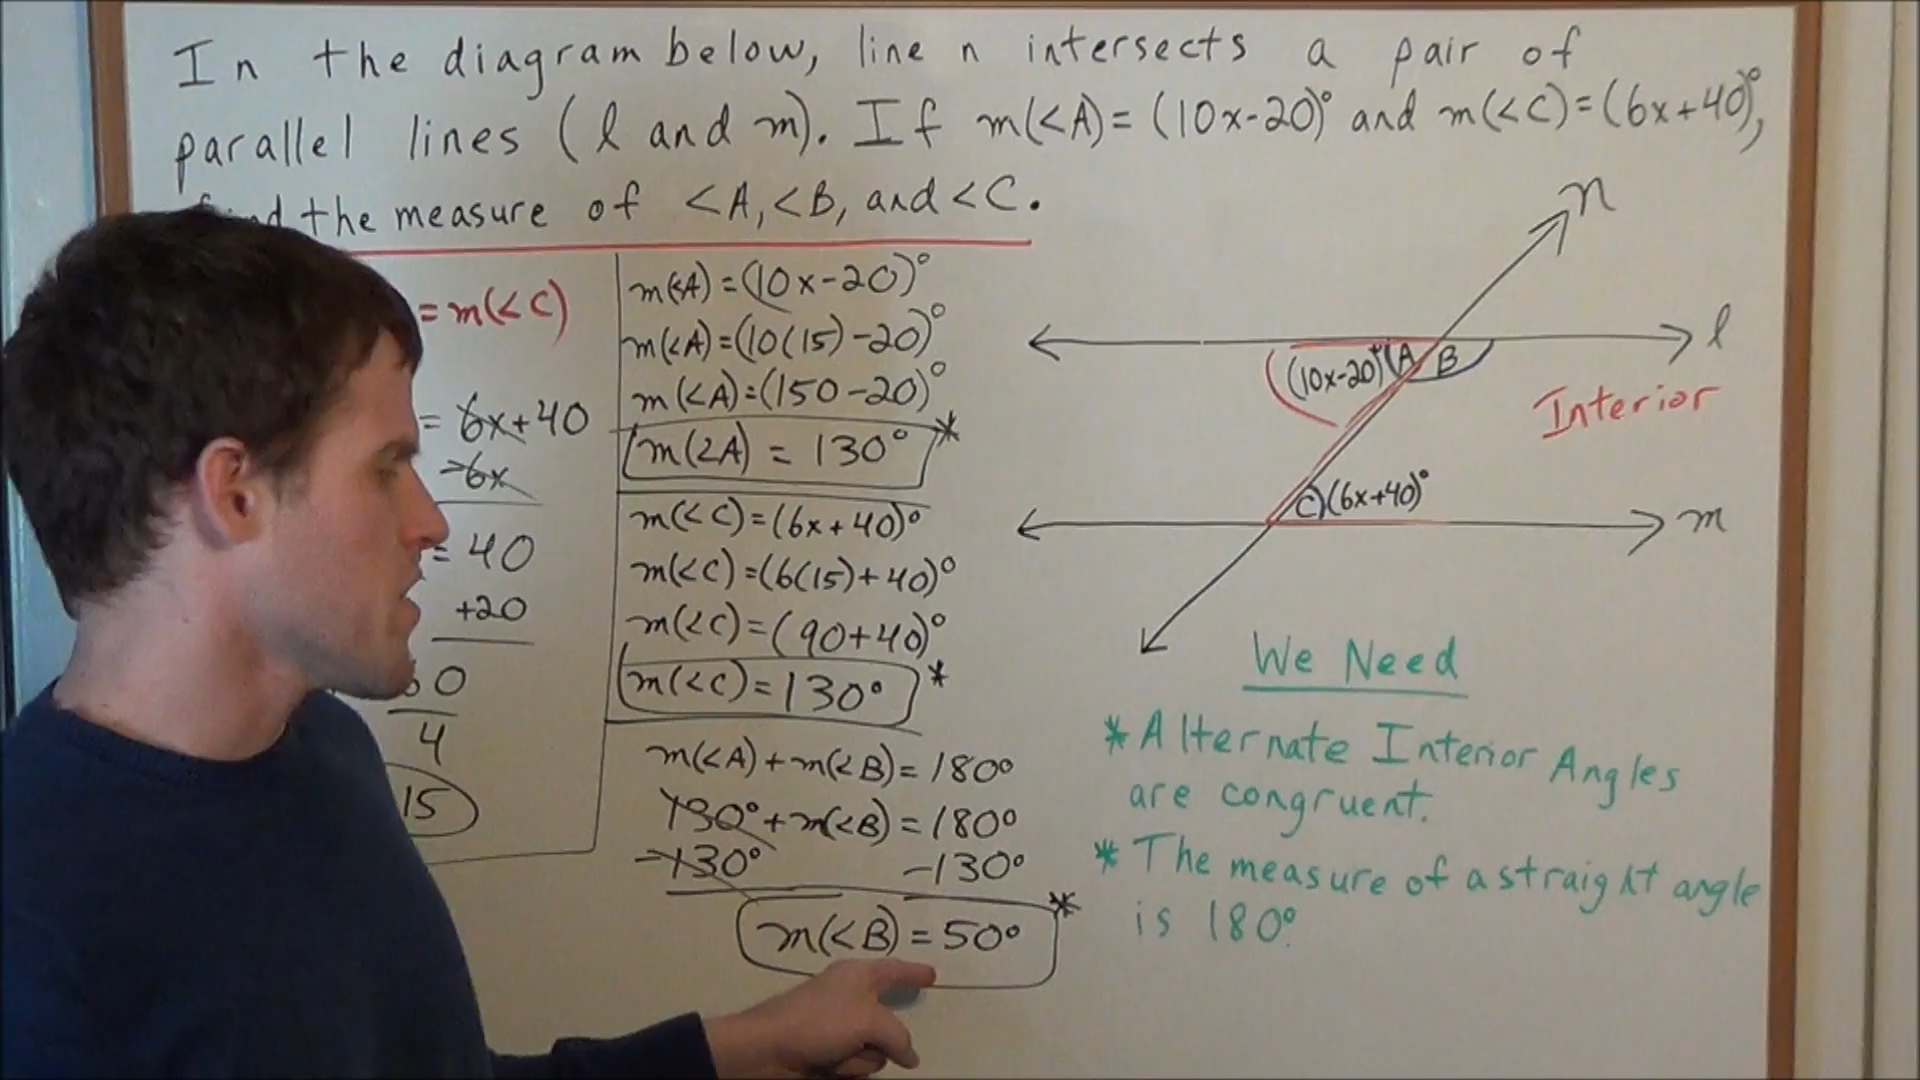 In the diagram below, line n intersects a pair of
parallel lines (l and m). If m(<A)=(10x-20)° and m(<C)=(6x+40)°,
the measure of <A,<B, and <C.
=m(<C)
=6x+40
-6x
=40
+20
60
4
15
m(<A)=(10x-20)°
m(<A)=(10(15)-20)°
m(<A)=(150-20)°
m(<A)=130° *
m(<C)=(6x+40)°
m(<C)=(6(15)+40)°
m(<C)=(90+40)°
m(<C)=130° *
m(<A)+m(<B)=180°
130°+m(<B)=180°
-130° -130°
m(<B)=50° *
n
l
(10x-20)° A B
Interior
C (6x+40)°
m
We Need
* Alternate Interior Angles
are congruent.
* The measure of a straight angle
is 180°.